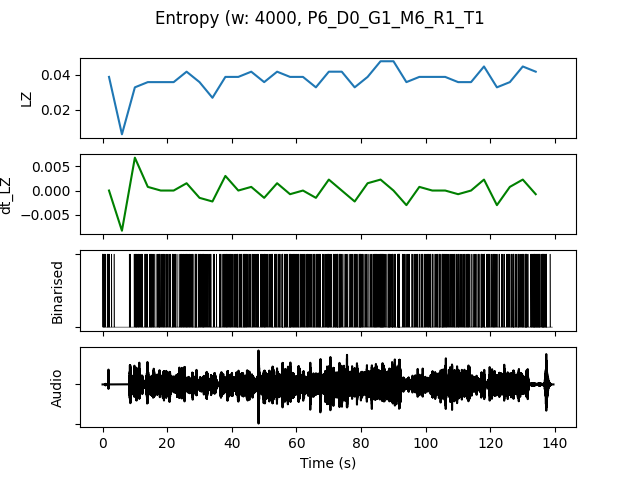 Entropy (w: 4000, P6_D0_G1_M6_R1_T1
LZ
0.04
0.02
dt_LZ
0.005
0.000
−0.005
Binarised
Audio
0
20
40
60
80
100
120
140
Time (s)